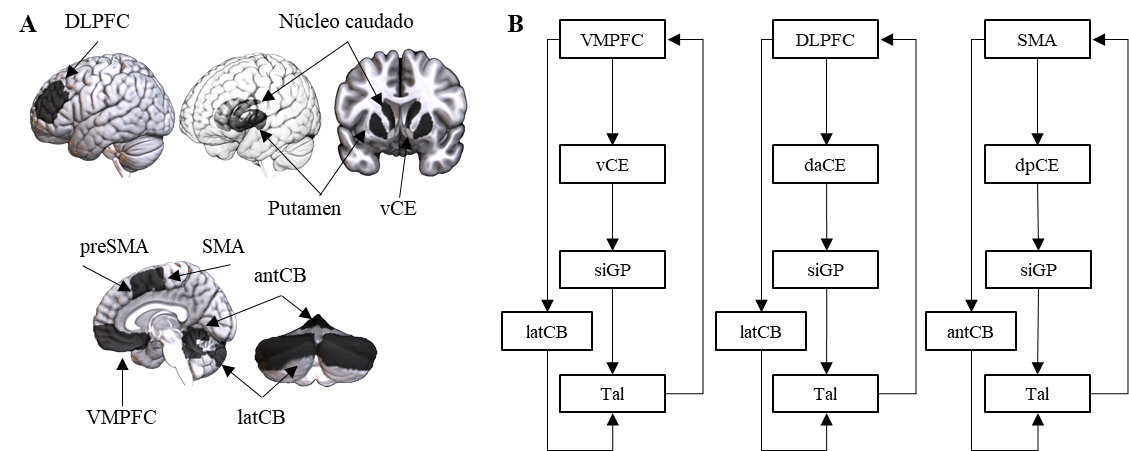 A
DLPFC
Núcleo caudado
Putamen
vCE
preSMA
SMA
antCB
VMPFC
latCB
B
VMPFC
vCE
siGP
latCB
Tal
DLPFC
daCE
siGP
latCB
Tal
SMA
dpCE
siGP
antCB
Tal